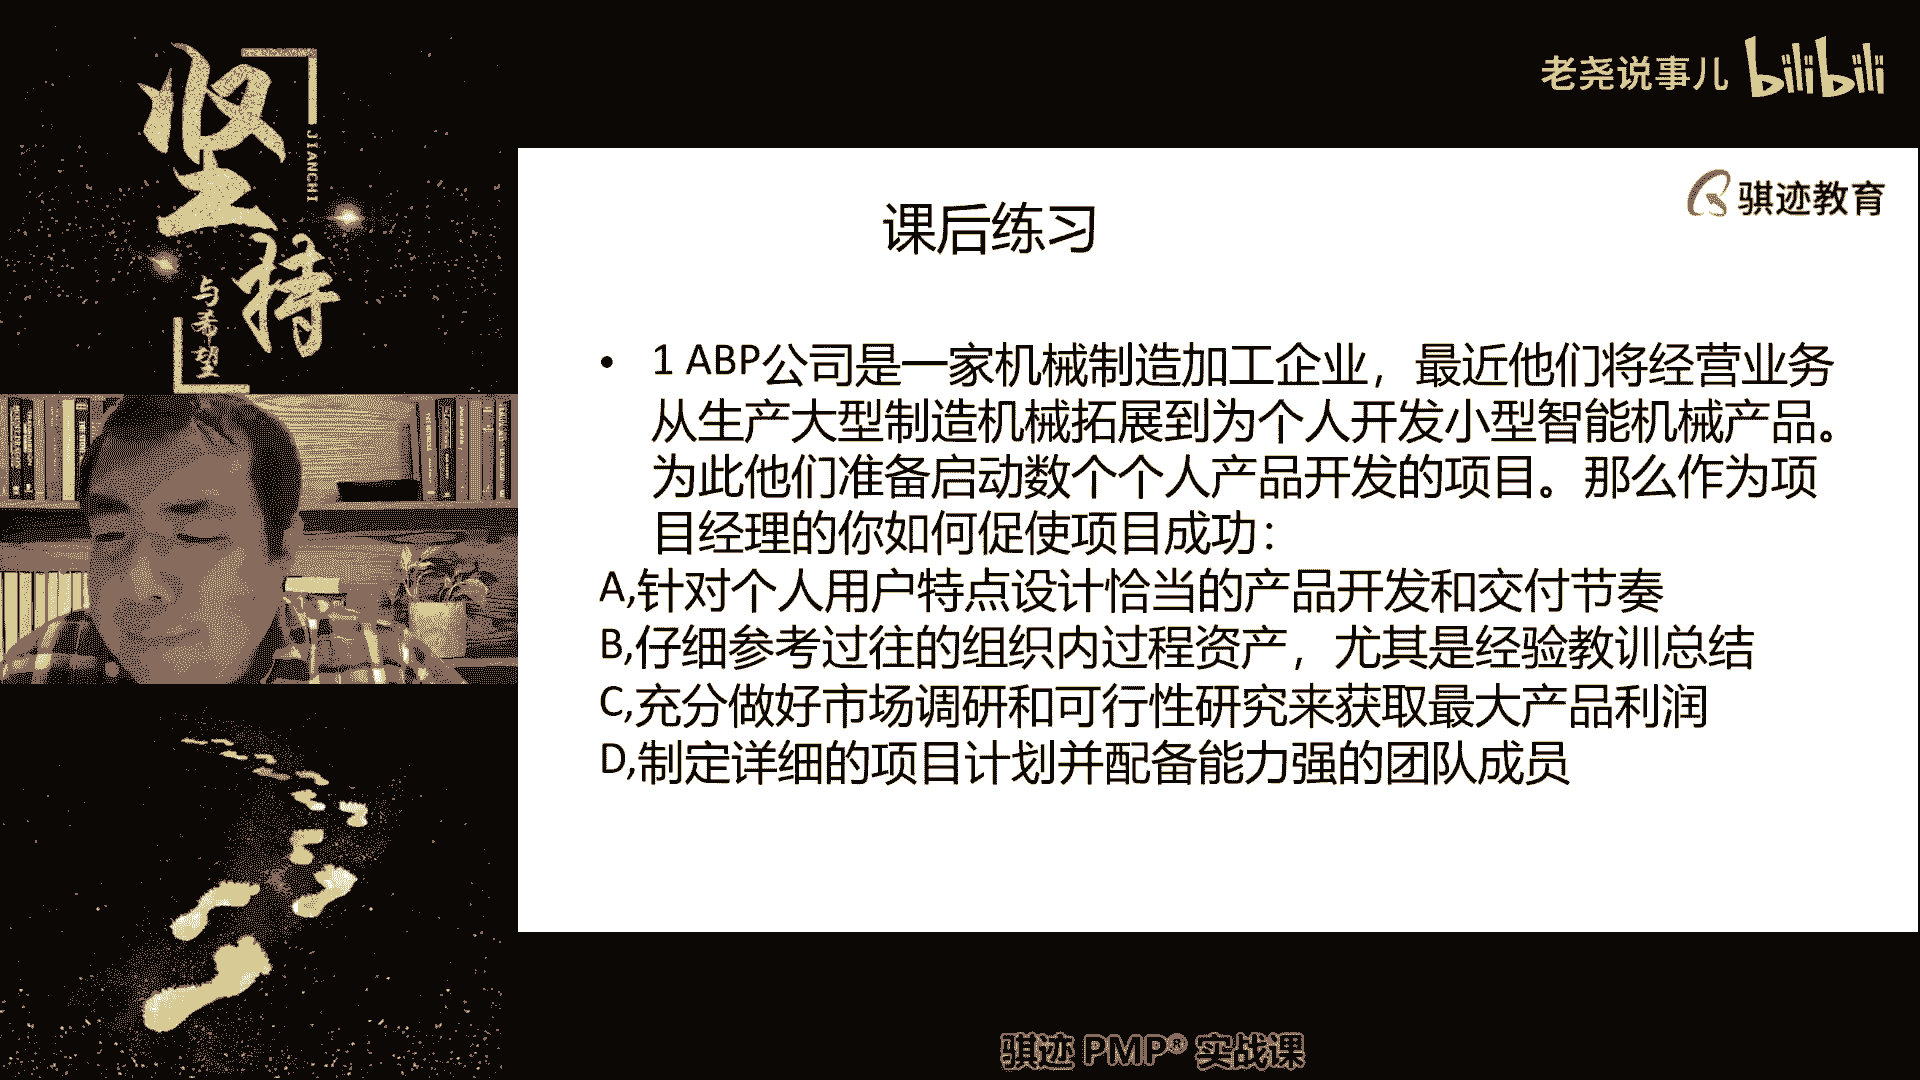 坚持
JIANCHI
与希望
老尧说事儿 bilibili
骐迹教育
课后练习
• 1 ABP公司是一家机械制造加工企业，最近他们将经营业务
从生产大型制造机械拓展到为个人开发小型智能机械产品。
为此他们准备启动数个个人产品开发的项目。那么作为项
目经理的你如何促使项目成功：
A,针对个人用户特点设计恰当的产品开发和交付节奏
B,仔细参考过往的组织内过程资产，尤其是经验教训总结
C,充分做好市场调研和可行性研究来获取最大产品利润
D,制定详细的项目计划并配备能力强的团队成员
骐迹 PMP® 实战课